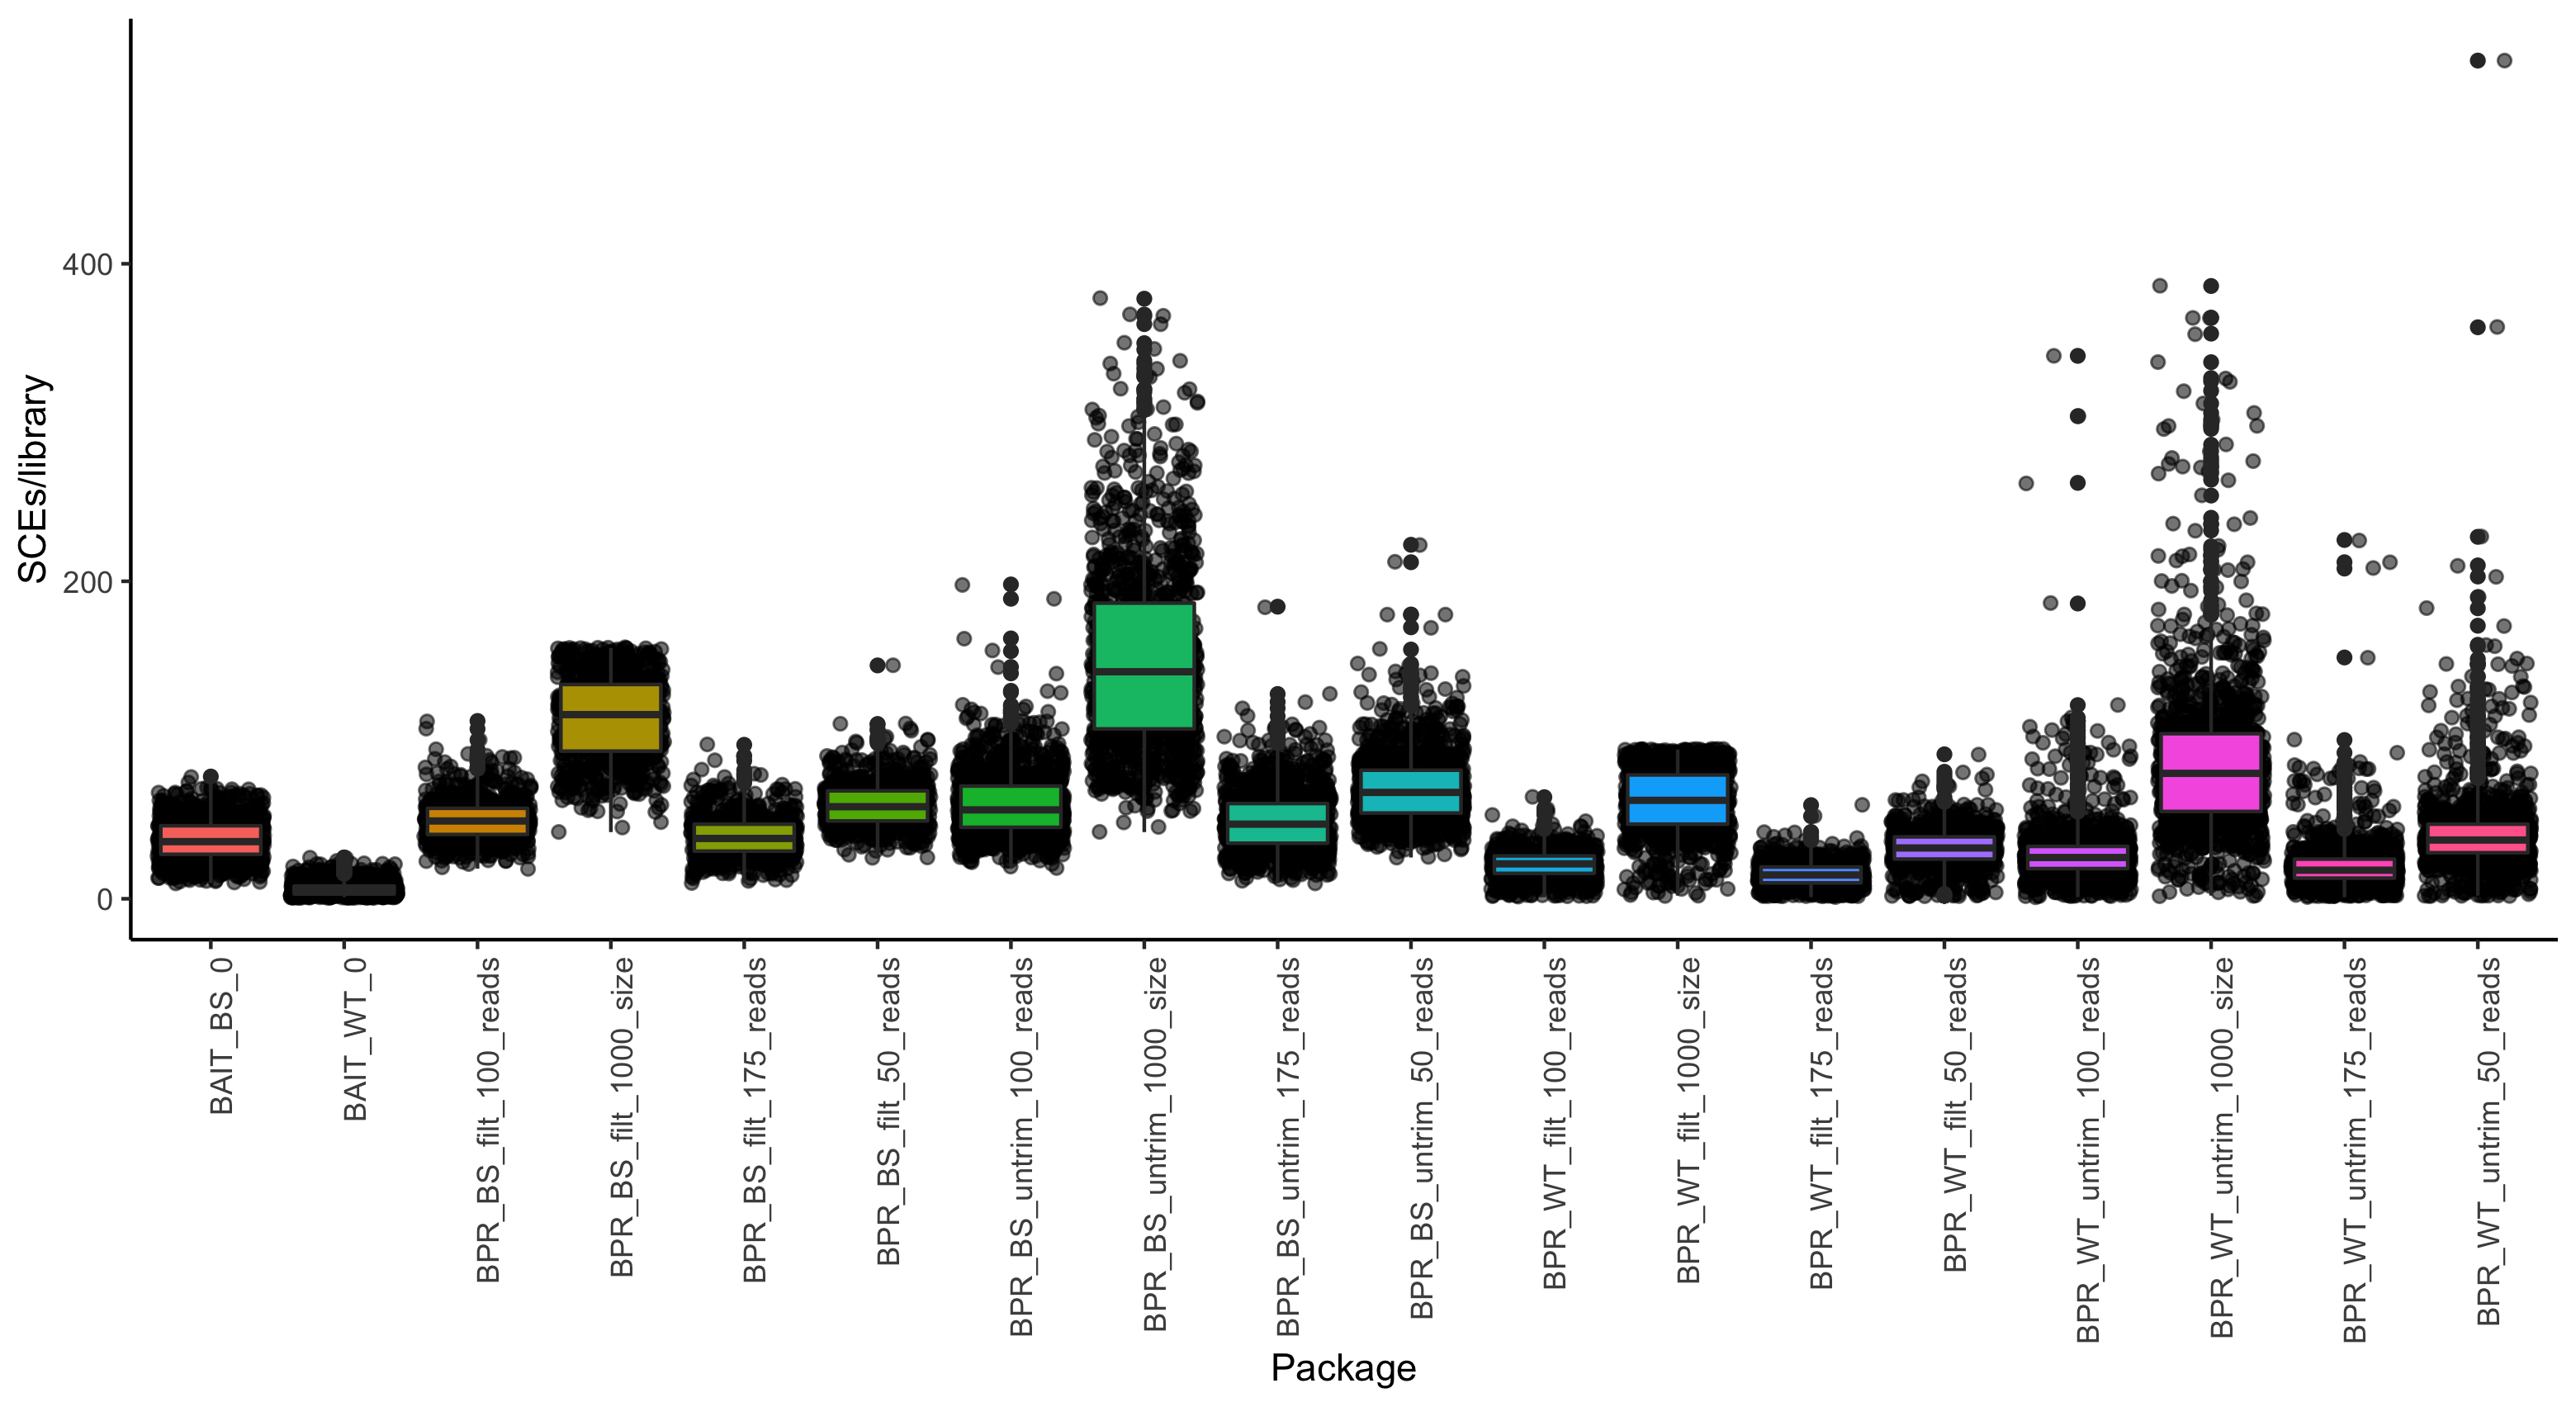 SCEs/library
400
200
0
BAIT_BS_0
BAIT_WT_0
BPR_BS_filt_100_reads
BPR_BS_filt_1000_size
BPR_BS_filt_175_reads
BPR_BS_filt_50_reads
BPR_BS_untrim_100_reads
BPR_BS_untrim_1000_size
BPR_BS_untrim_175_reads
BPR_BS_untrim_50_reads
BPR_WT_filt_100_reads
BPR_WT_filt_1000_size
BPR_WT_filt_175_reads
BPR_WT_filt_50_reads
BPR_WT_untrim_100_reads
BPR_WT_untrim_1000_size
BPR_WT_untrim_175_reads
BPR_WT_untrim_50_reads
Package